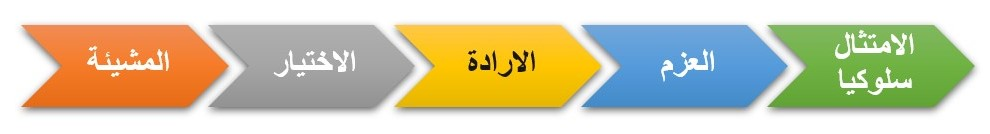 المشيئة
الاختيار
الارادة
العزم
الامتثال
سلوكيا